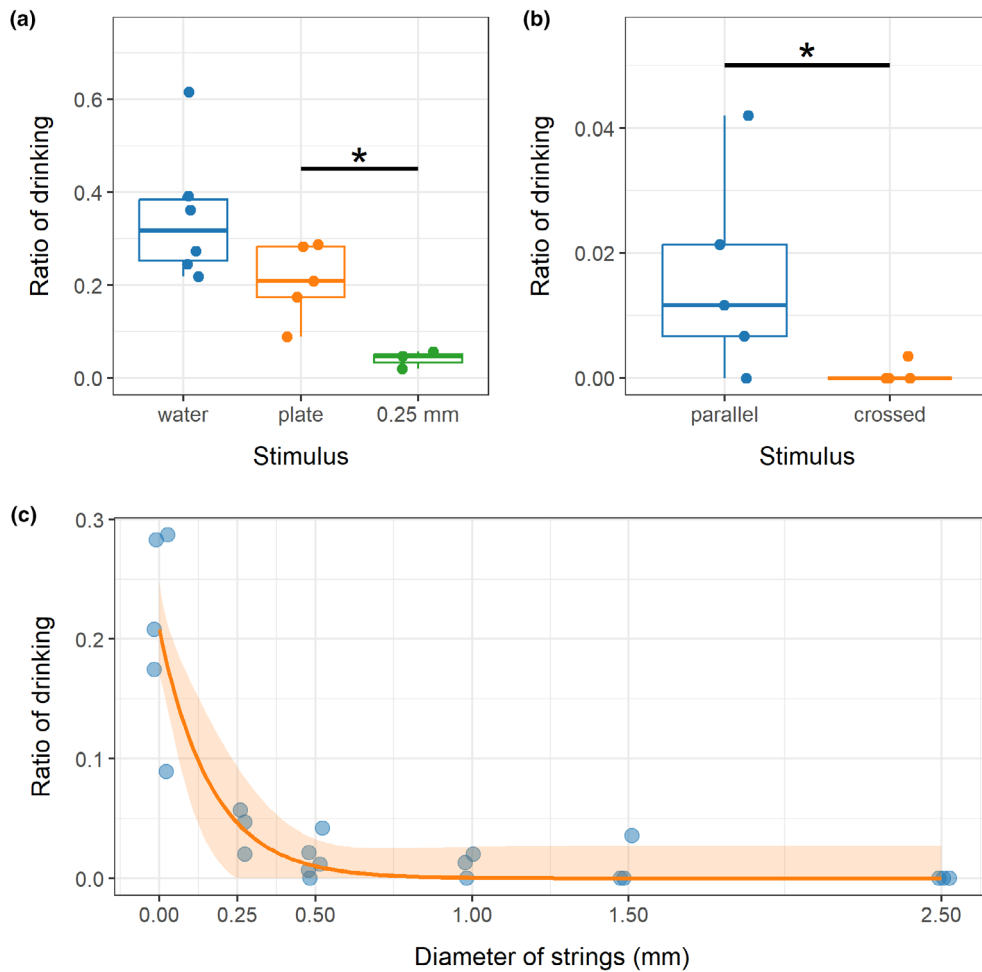 (a)
Ratio of drinking
0.6
0.4
0.2
0.0
*
water plate 0.25 mm
Stimulus
(b)
Ratio of drinking
0.04
0.02
0.00
*
parallel crossed
Stimulus
(c)
Ratio of drinking
0.3
0.2
0.1
0.0
0.00 0.25 0.50 1.00 1.50 2.50
Diameter of strings (mm)